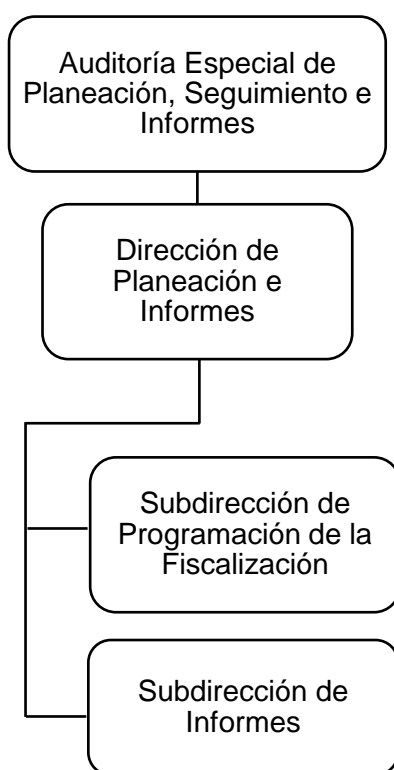 Auditoría Especial de
Planeación, Seguimiento e
Informes
Dirección de
Planeación e
Informes
Subdirección de
Programación de la
Fiscalización
Subdirección de
Informes